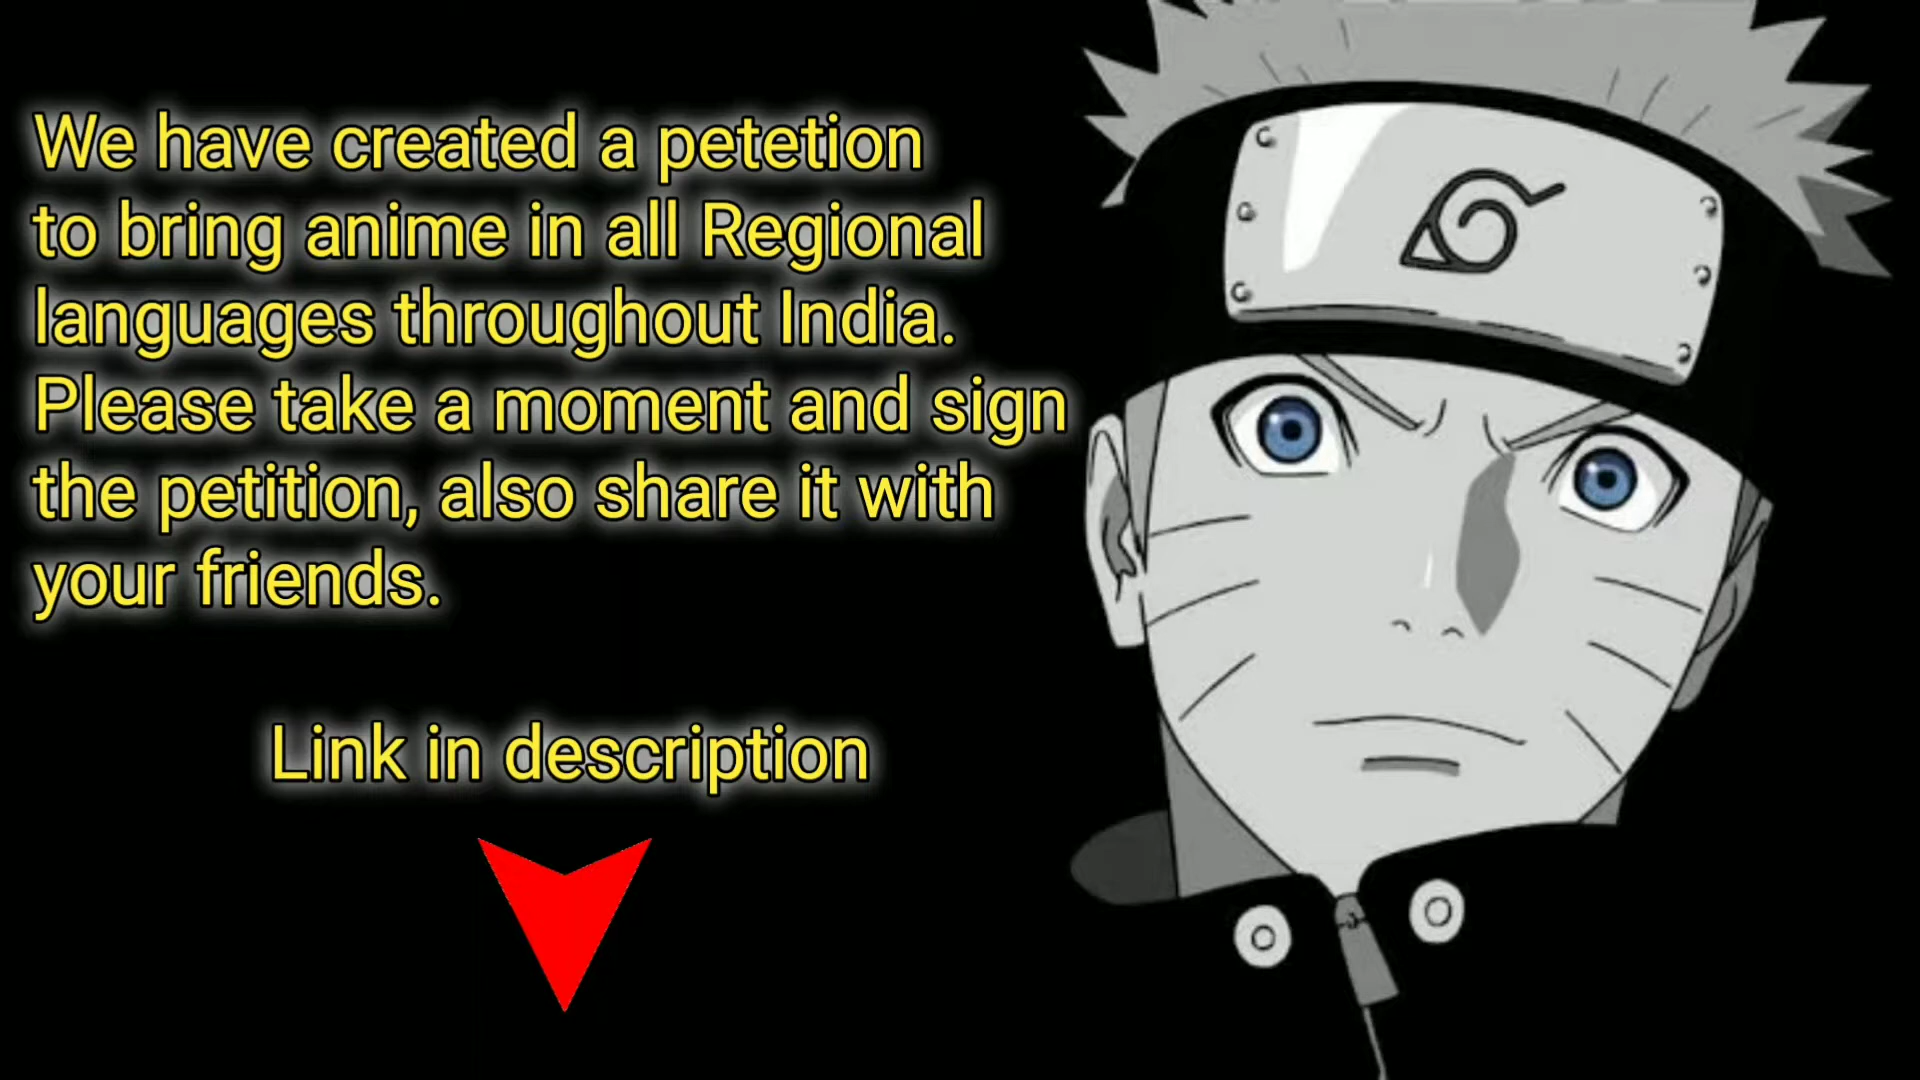 We have created a petetion
to bring anime in all Regional
languages throughout India.
Please take a moment and sign
the petition, also share it with
your friends.
Link in description